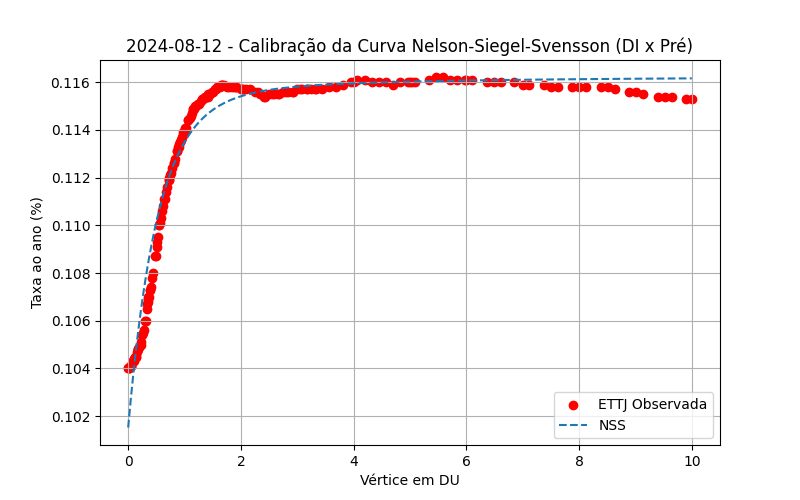 2024-08-12 - Calibração da Curva Nelson-Siegel-Svensson (DI x Pré)
Taxa ao ano (%)
0.116
0.114
0.112
0.110
0.108
0.106
0.104
0.102
ETTJ Observada
NSS
0 2 4 6 8 10
Vértice em DU